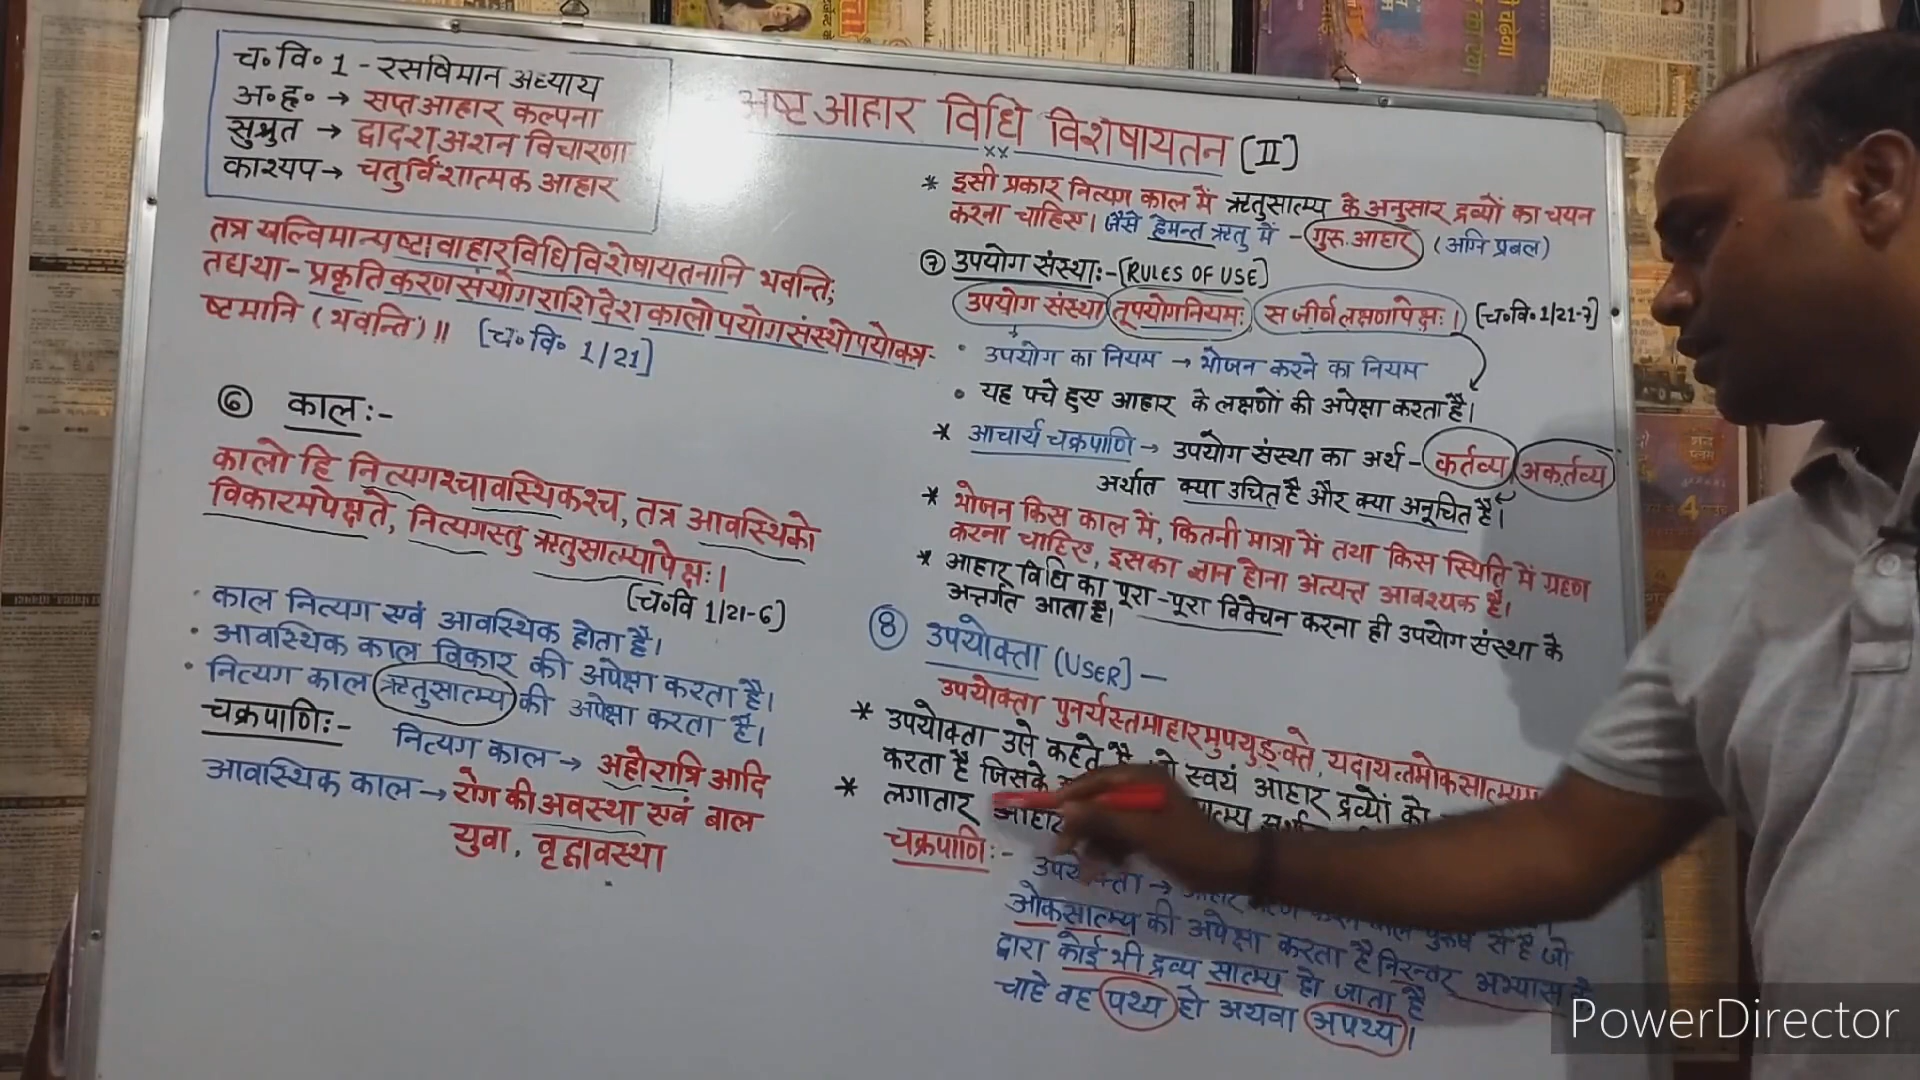 च॰वि॰1 - रसविमान अध्याय
अ॰हृ॰ → सप्त आहार कल्पना
सुश्रुत → द्वादश अशन विचारणा
काश्यप → चतुर्विंशात्मक आहार
तत्र खल्विमान्यष्टावाहारविधिविशेषायतनानि भवन्ति;
तद्यथा - प्रकृतिकरणसंयोगराशिदेशकालोपयोगसंस्थोपयोक्त्र-
ष्टमानि (भवन्ति)॥ [च॰वि॰ 1/21]
⑥ काल:-
कालो हि नित्यगश्चावस्थिकश्च, तत्र आवस्थिको
विकारमपेक्षते, नित्यगस्तु ऋतुसात्म्यापेक्षः।
[च॰वि 1/21-6)
• काल नित्यग एवं आवस्थिक होता है।
• आवस्थिक काल विकार की अपेक्षा करता है।
• नित्यग काल ऋतुसात्म्य की अपेक्षा करता है।
चक्रपाणि:-
नित्यग काल → अहोरात्रि आदि
आवास्थिक काल → रोग की अवस्था एवं बाल
युवा, वृद्धावस्था
अष्ट आहार विधि विशेषायतन [II]
* इसी प्रकार नित्यग काल में ऋतुसात्म्य के अनुसार द्रव्यों का चयन
करना चाहिए। जैसे हेमन्त ऋतु में - गुरु आहार (अग्नि प्रबल)
⑦ उपयोग संस्था:- [RULES OF USE]
उपयोग संस्था तूपयोगनियमः स जीर्ण लक्षणापेक्षः। [च॰वि॰ 1/21-7]
• उपयोग का नियम → भोजन करने का नियम
• यह पचे हुए आहार के लक्षणों की अपेक्षा करता है।
* आचार्य चक्रपाणि → उपयोग संस्था का अर्थ - कर्तव्य अकर्तव्य
अर्थात क्या उचित है और क्या अनूचित है।
* भोजन किस काल में, कितनी मात्रा में तथा किस स्थिति में ग्रहण
करना चाहिए, इसका ज्ञान होना अत्यत्त आवश्यक है।
* आहार विधि का पूरा-पूरा विवेचन करना ही उपयोग संस्था के
अन्तर्गत आता है।
⑧ उपयोक्ता (USER] -
उपयोक्ता पुनर्यस्तमाहारमुपयुङ्क्ते, यदायत्तमोकसात्म्यम्
* उपयोक्ता उसे कहते है स्वयं आहार द्रव्यों को
करता है जिसके
* लगातार आहार
चक्रपाणि:-
उपयोक्ता → पुरुष से है जो
ओकसात्म्य की अपेक्षा करता है निरन्तर अभ्यास
द्वारा कोई भी द्रव्य सात्म्य हो जाता है
चाहे वह पथ्य हो अथवा अपथ्य।
PowerDirector